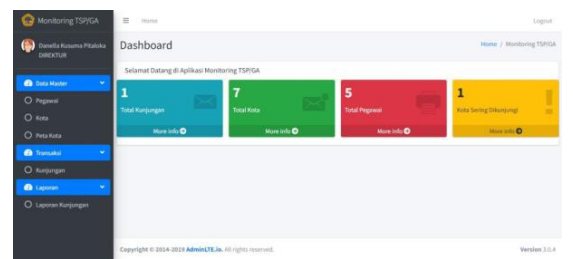 Monitoring TSP/GA
Home
Logout
Danella Kusuma Pitaloka
DIREKTUR
Dashboard
Home / Monitoring TSP/GA
Selamat Datang di Aplikasi Monitoring TSP/GA
Data Master
Pegawai
Kota
Peta Kota
Transaksi
Kunjungan
Laporan
Laporan Kunjungan
1
Total Kunjungan
More info
7
Total Kota
More info
5
Total Pegawai
More info
1
Kota Sering Dikunjungi
More info
Copyright © 2014-2019 AdminLTE.io. All rights reserved.
Version 3.0.4